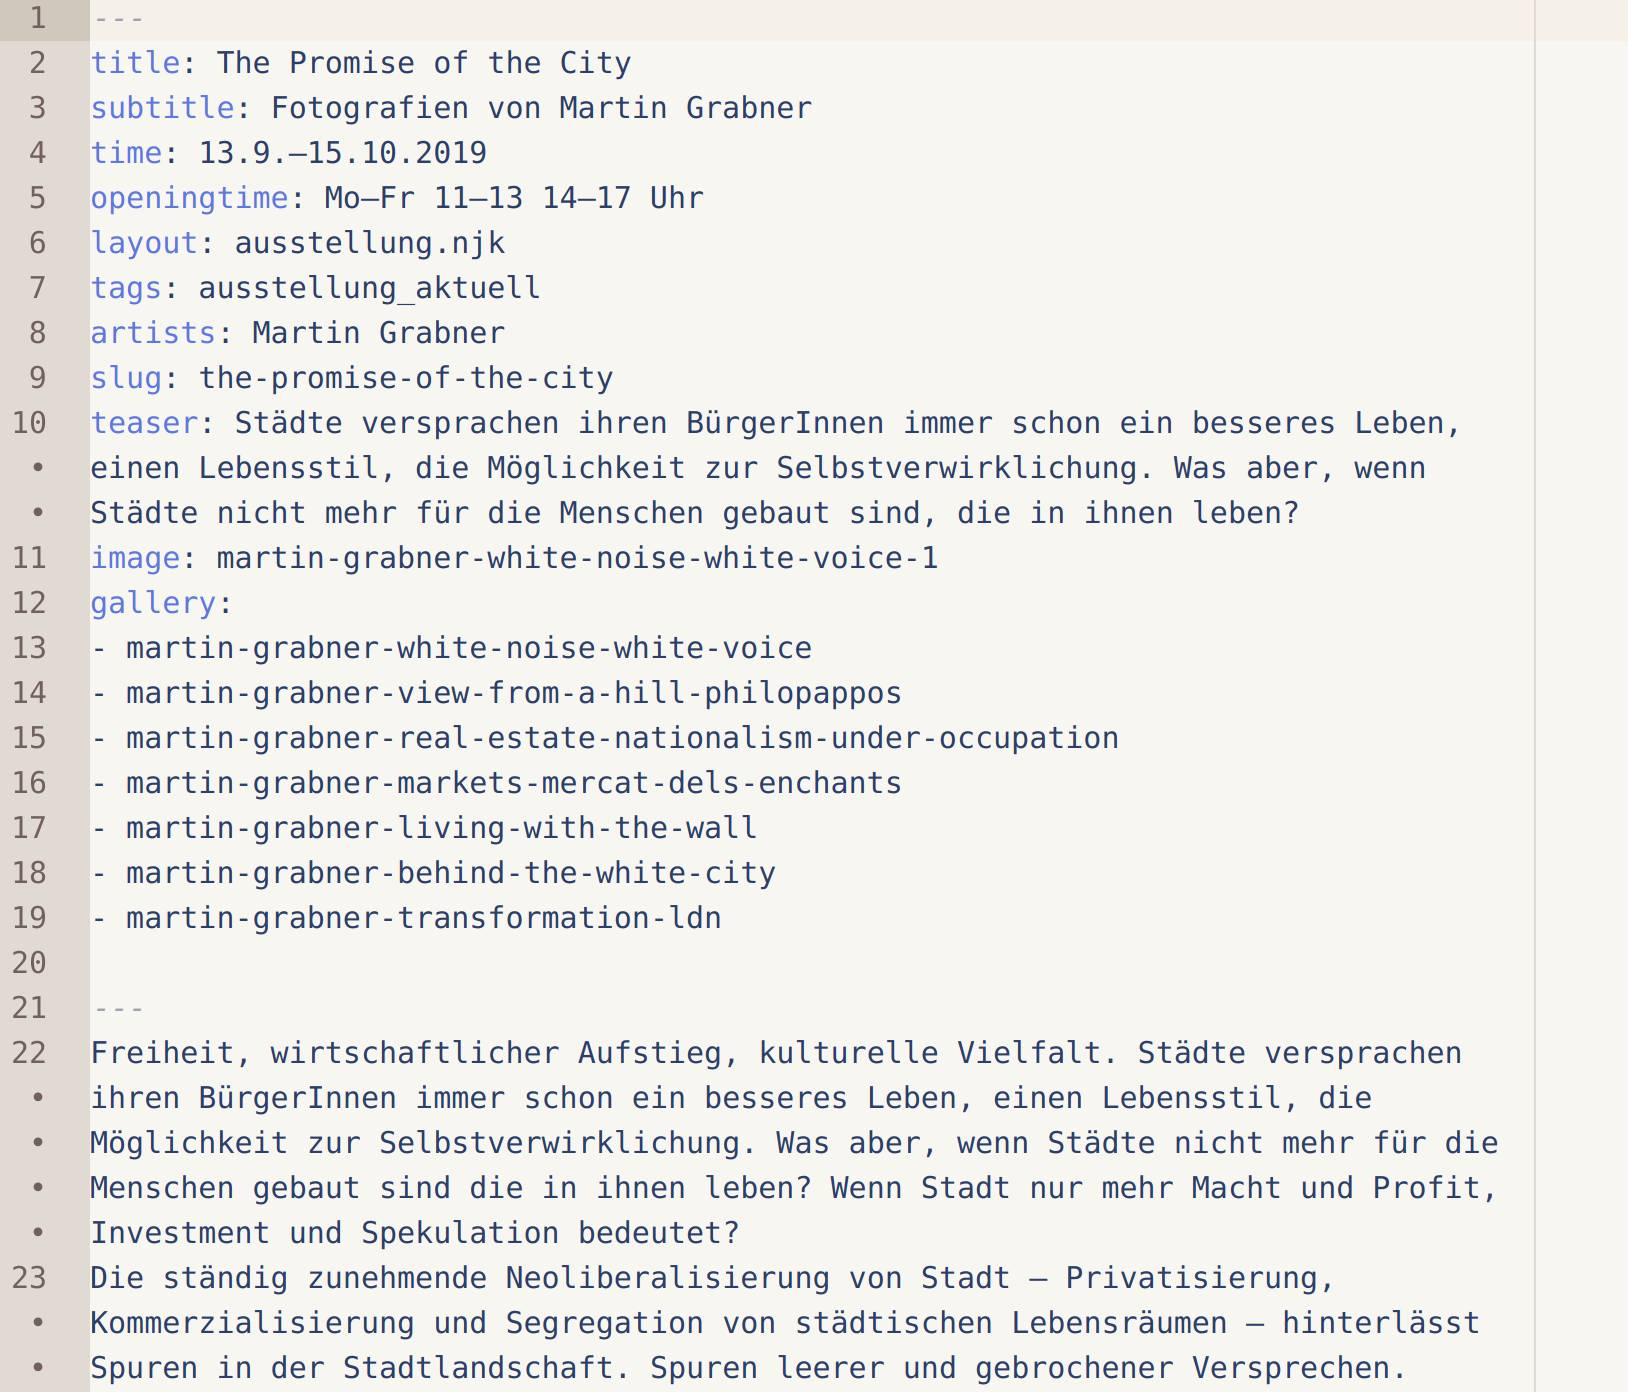 1 ---
2 title: The Promise of the City
3 subtitle: Fotografien von Martin Grabner
4 time: 13.9.–15.10.2019
5 openingtime: Mo–Fr 11–13 14–17 Uhr
6 layout: ausstellung.njk
7 tags: ausstellung_aktuell
8 artists: Martin Grabner
9 slug: the-promise-of-the-city
10 teaser: Städte versprachen ihren BürgerInnen immer schon ein besseres Leben,
• einen Lebensstil, die Möglichkeit zur Selbstverwirklichung. Was aber, wenn
• Städte nicht mehr für die Menschen gebaut sind, die in ihnen leben?
11 image: martin-grabner-white-noise-white-voice-1
12 gallery:
13 - martin-grabner-white-noise-white-voice
14 - martin-grabner-view-from-a-hill-philopappos
15 - martin-grabner-real-estate-nationalism-under-occupation
16 - martin-grabner-markets-mercat-dels-enchants
17 - martin-grabner-living-with-the-wall
18 - martin-grabner-behind-the-white-city
19 - martin-grabner-transformation-ldn
20
21 ---
22 Freiheit, wirtschaftlicher Aufstieg, kulturelle Vielfalt. Städte versprachen
• ihren BürgerInnen immer schon ein besseres Leben, einen Lebensstil, die
• Möglichkeit zur Selbstverwirklichung. Was aber, wenn Städte nicht mehr für die
• Menschen gebaut sind die in ihnen leben? Wenn Stadt nur mehr Macht und Profit,
• Investment und Spekulation bedeutet?
23 Die ständig zunehmende Neoliberalisierung von Stadt – Privatisierung,
• Kommerzialisierung und Segregation von städtischen Lebensräumen – hinterlässt
• Spuren in der Stadtlandschaft. Spuren leerer und gebrochener Versprechen.